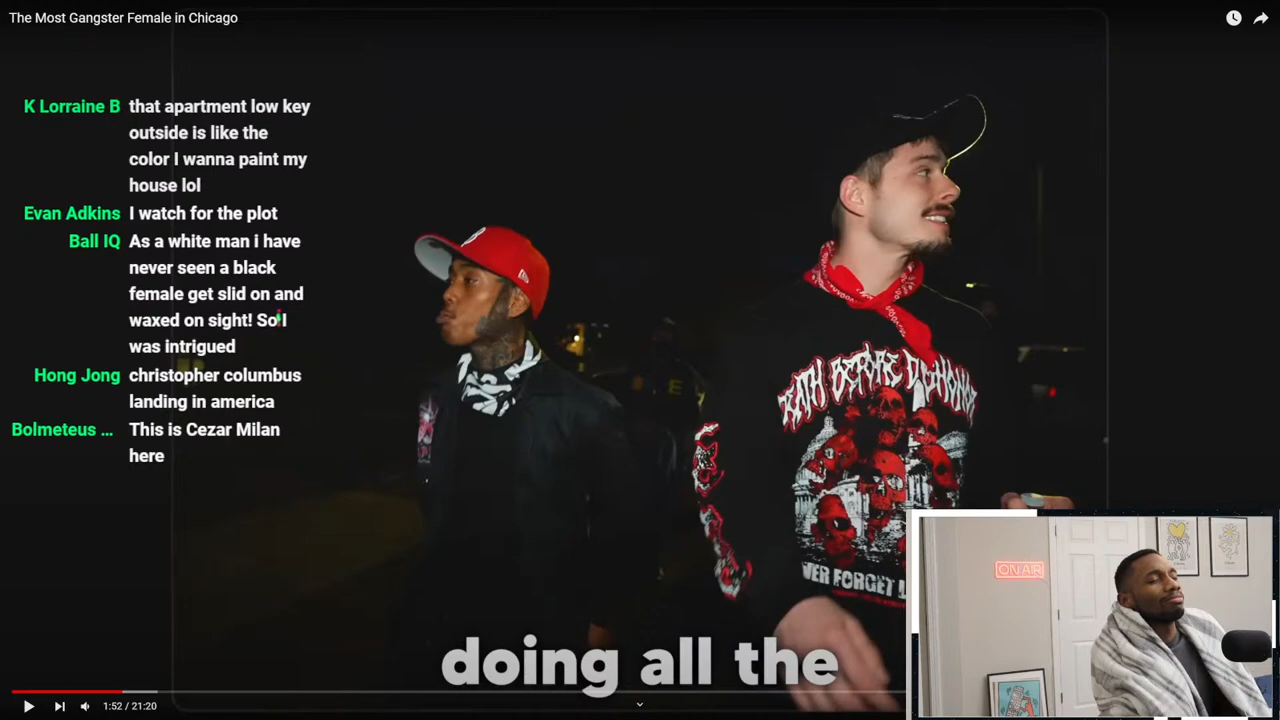 The Most Gangster Female in Chicago
K Lorraine B that apartment low key
outside is like the
color I wanna paint my
house lol
Evan Adkins I watch for the plot
Ball IQ As a white man i have
never seen a black
female get slid on and
waxed on sight! So I
was intrigued
Hong Jong christopher columbus
landing in america
Bolmeteus ... This is Cezar Milan
here
BEFORE
ON AIR
doing all the
1:52 / 21:20